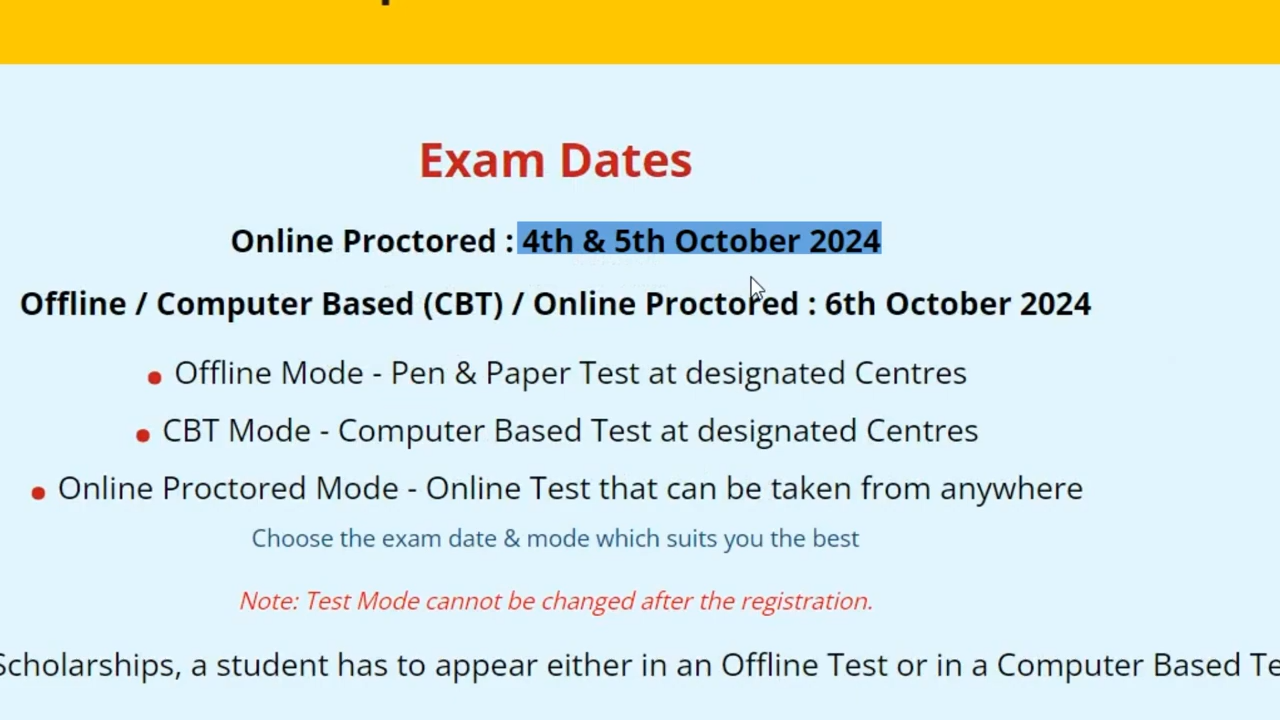 Exam Dates
Online Proctored : 4th & 5th October 2024
Offline / Computer Based (CBT) / Online Proctored : 6th October 2024
Offline Mode - Pen & Paper Test at designated Centres
CBT Mode - Computer Based Test at designated Centres
Online Proctored Mode - Online Test that can be taken from anywhere
Choose the exam date & mode which suits you the best
Note: Test Mode cannot be changed after the registration.
Scholarships, a student has to appear either in an Offline Test or in a Computer Based